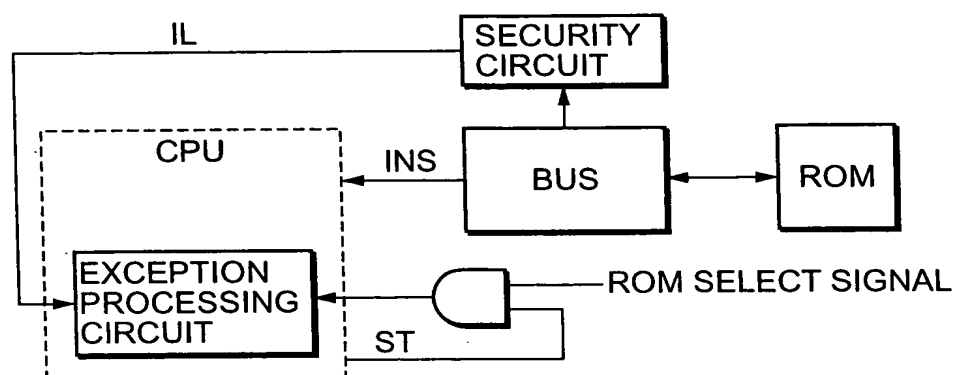 IL
SECURITY
CIRCUIT
CPU
INS
BUS
ROM
EXCEPTION
PROCESSING
CIRCUIT
ROM SELECT SIGNAL
ST